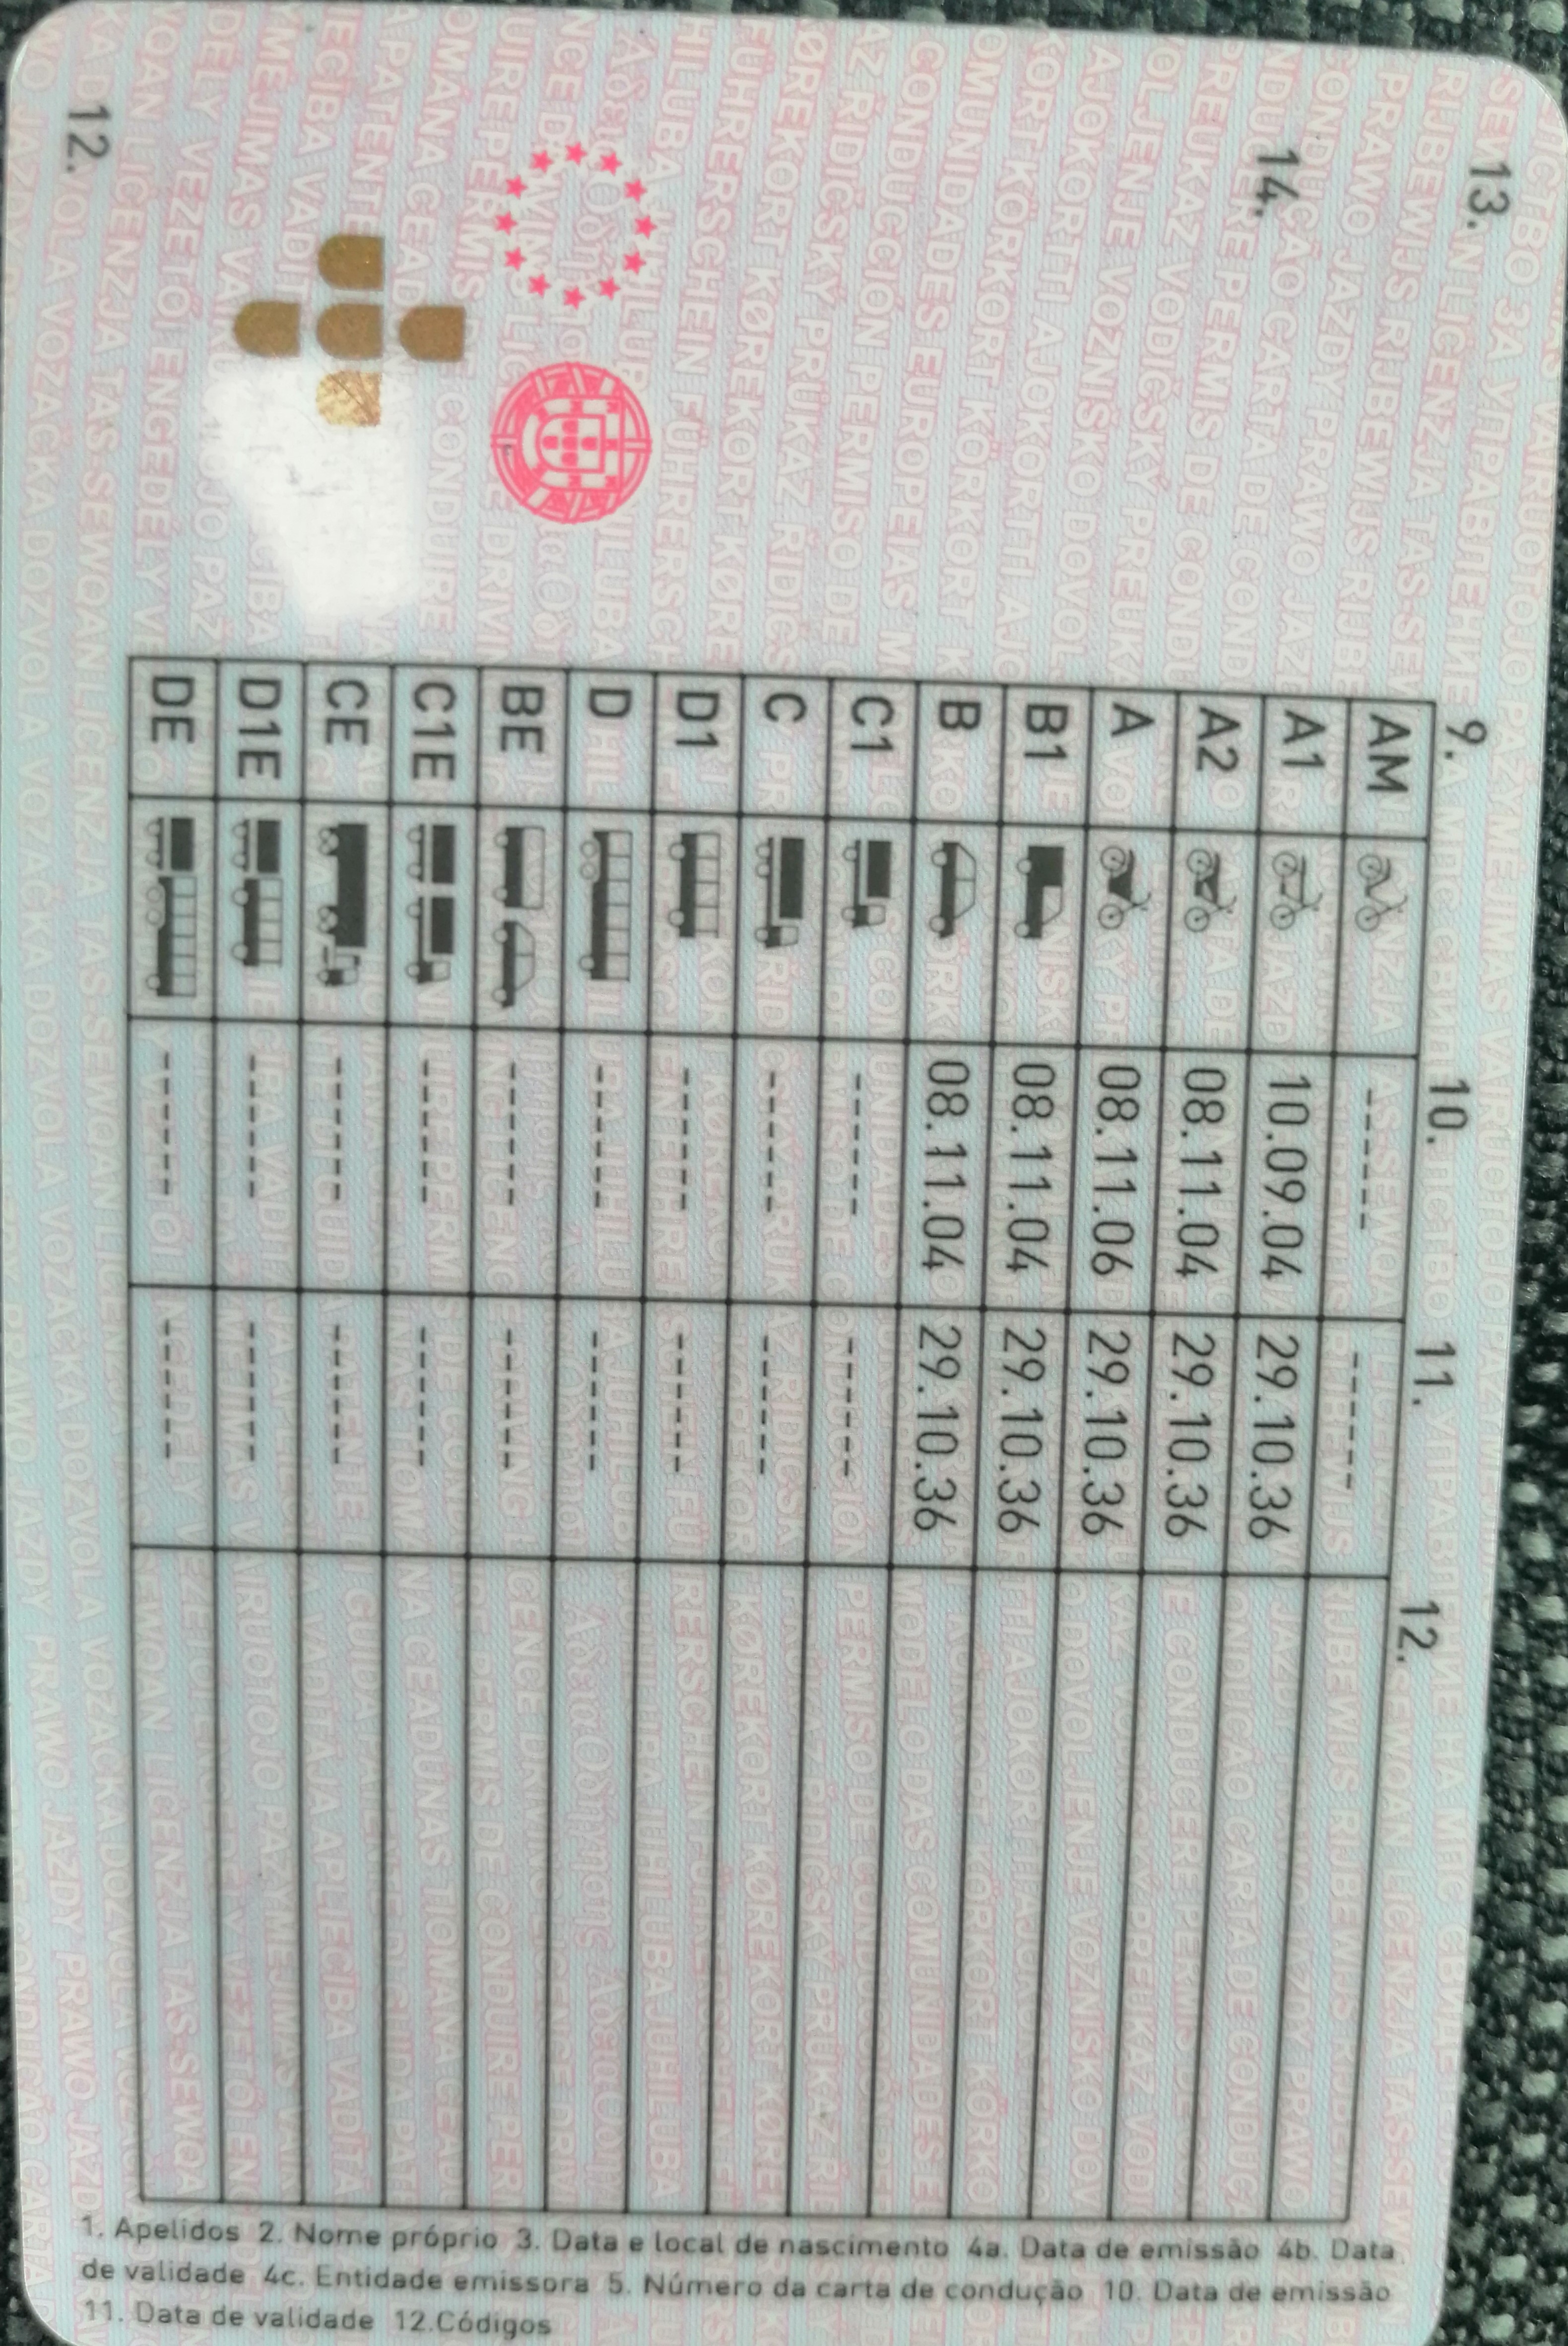 13.
14.
12.
9. 10. 11. 12.
AM ------ ------
A1 10.09.04 29.10.36
A2 08.11.04 29.10.36
A 08.11.06 29.10.36
B1 08.11.04 29.10.36
B 08.11.04 29.10.36
C1 ------ ------
C ------ ------
D1 ------ ------
D ------ ------
BE ------ ------
C1E ------ ------
CE ------ ------
D1E ------ ------
DE ------ ------
1. Apelidos 2. Nome próprio 3. Data e local de nascimento 4a. Data de emissão 4b. Data
de validade 4c. Entidade emissora 5. Número da carta de condução 10. Data de emissão
11. Data de validade 12.Códigos